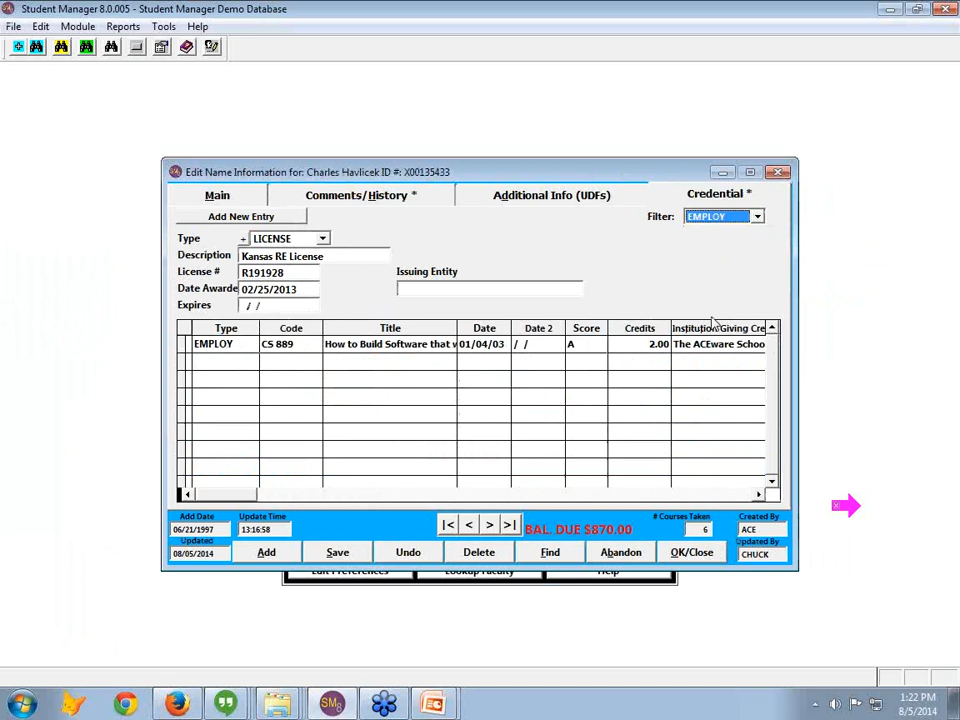 Student Manager 8.0.005 - Student Manager Demo Database
File Edit Module Reports Tools Help
Edit Name Information for: Charles Havlicek ID #: X00135433
Main Comments/History * Additional Info (UDFs) Credential *
Add New Entry Filter: EMPLOY
Type + LICENSE
Description Kansas RE License
License # R191928 Issuing Entity
Date Awarde 02/25/2013
Expires / /
Type Code Title Date Date 2 Score Credits Institution Giving Cre
EMPLOY CS 889 How to Build Software that w 01/04/03 / / A 2.00 The ACEware Schoo
Add Date Update Time # Courses Taken Created By
06/21/1997 13:16:58 |< < > >| BAL. DUE $870.00 6 ACE
Updated Updated By
08/05/2014 Add Save Undo Delete Find Abandon OK/Close CHUCK
Edit Preferences Lookup Faculty Help
SM8
1:22 PM
8/5/2014